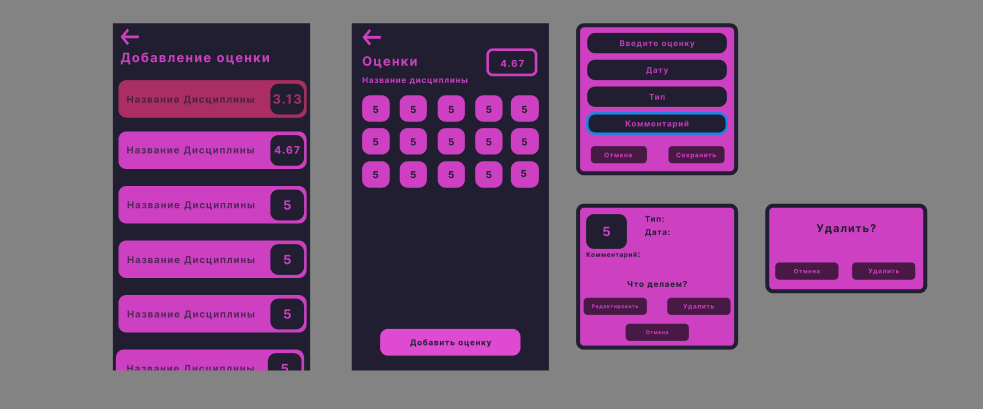 Добавление оценки
Название Дисциплины 3.13
Название Дисциплины 4.67
Название Дисциплины 5
Название Дисциплины 5
Название Дисциплины 5
Название Дисциплины 5
Оценки 4.67
Название дисциплины
5 5 5 5 5
5 5 5 5 5
5 5 5 5 5
Добавить оценку
Введите оценку
Дату
Тип
Комментарий
Отмена Сохранить
5 Тип:
Дата:
Комментарий:
Что делаем?
Редактировать Удалить
Отмена
Удалить?
Отмена Удалить